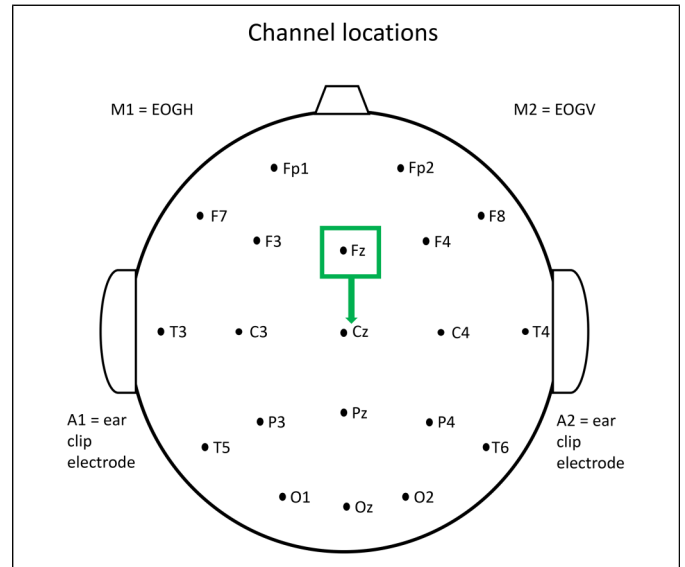 Channel locations
M1 = EOGH
M2 = EOGV
Fp1
Fp2
F7
F8
F3
Fz
F4
T3
C3
Cz
C4
T4
A1 = ear
clip
electrode
P3
Pz
P4
A2 = ear
clip
electrode
T5
T6
O1
Oz
O2